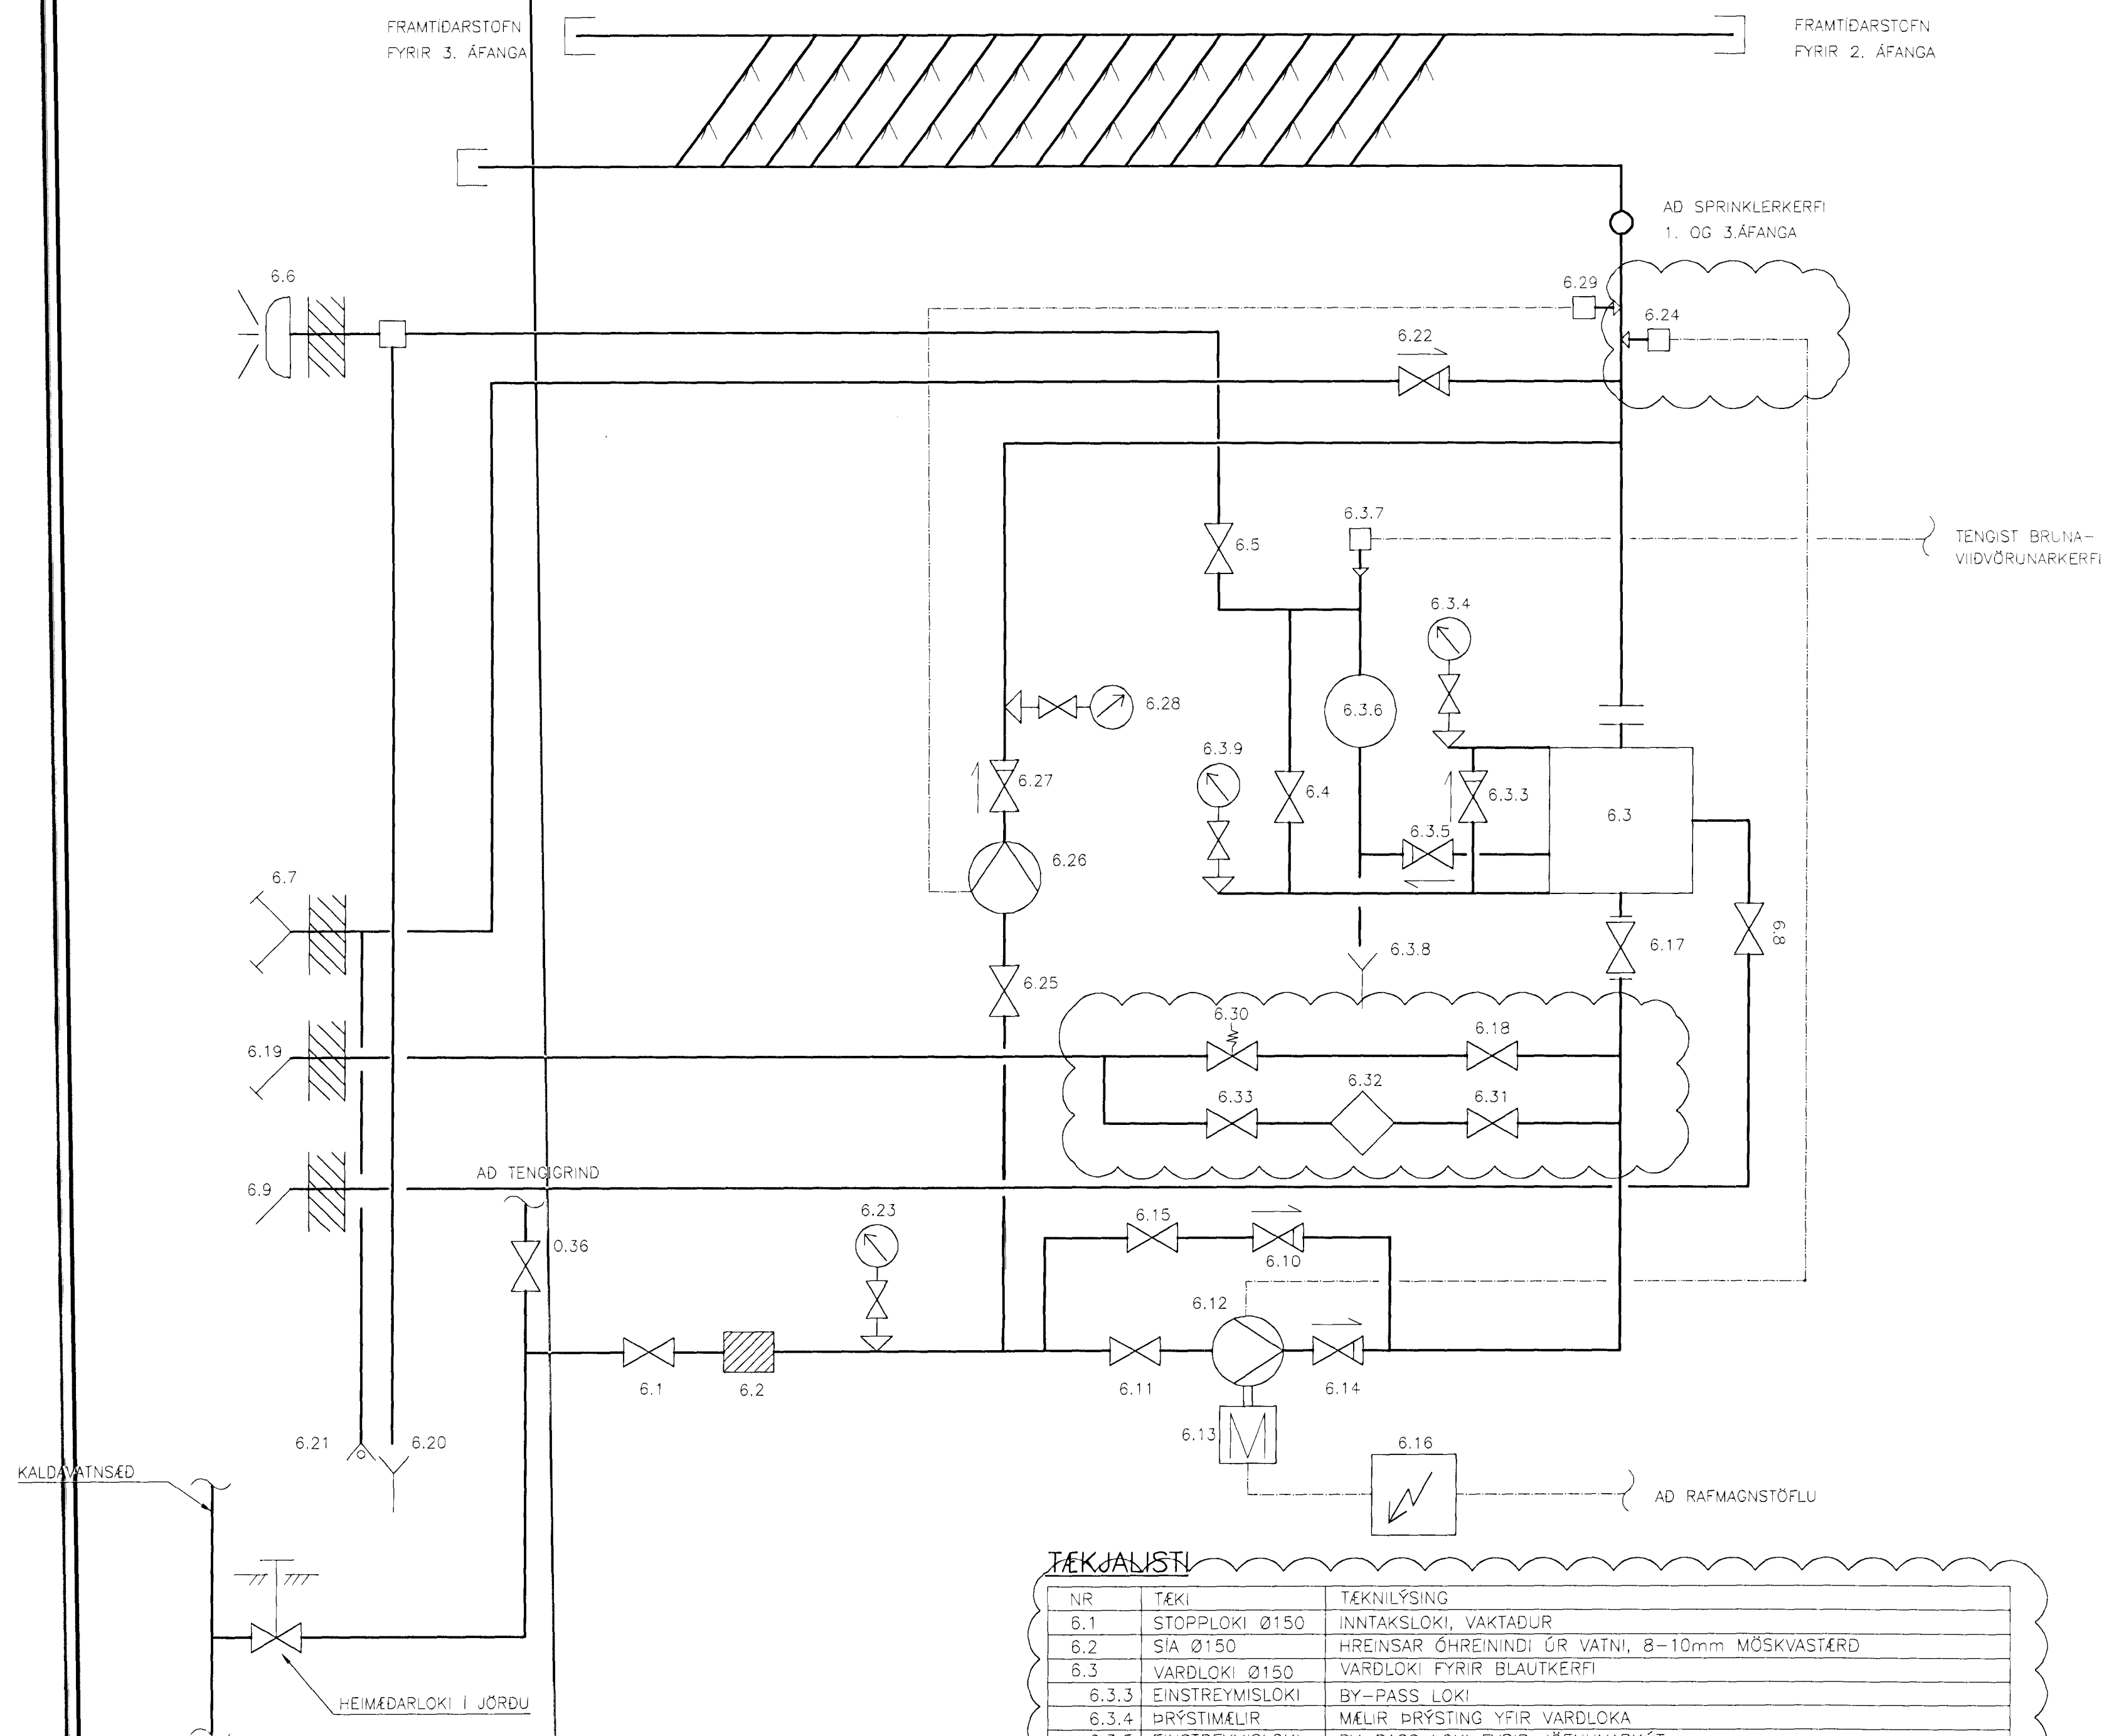 FRAMTÍÐARSTOFN
FYRIR 3. ÁFANGA
FRAMTÍÐARSTOFN
FYRIR 2. ÁFANGA
AÐ SPRINKLERKERFI
1. OG 3.ÁFANGA
6.6
6.29
6.24
6.22
6.3.7
6.5
TENGIST BRUNA-
VIIÐVÖRUNARKERFI
6.3.4
6.28
6.3.6
6.3.9
6.27
6.4
6.3.3
6.3
6.3.5
6.26
6.7
6.8
6.17
6.3.8
6.25
6.30
6.18
6.19
6.32
6.33
6.31
AÐ TENGIGRIND
6.9
6.23
6.15
0.36
6.10
6.12
6.1
6.2
6.11
6.14
6.13
6.16
6.21
6.20
KALDAVATNSÆÐ
AÐ RAFMAGNSTÖFLU
HEIMÆÐARLOKI Í JÖRÐU
TÆKJALISTI
NR TÆKI TÆKNILÝSING
6.1 STOPPLOKI Ø150 INNTAKSLOKI, VAKTAÐUR
6.2 SÍA Ø150 HREINSAR ÓHREININDI ÚR VATNI, 8-10mm MÖSKVASTÆRÐ
6.3 VARÐLOKI Ø150 VARÐLOKI FYRIR BLAUTKERFI
6.3.3 EINSTREYMISLOKI BY-PASS LOKI
6.3.4 ÞRÝSTIMÆLIR MÆLIR ÞRÝSTING YFIR VARÐLOKA